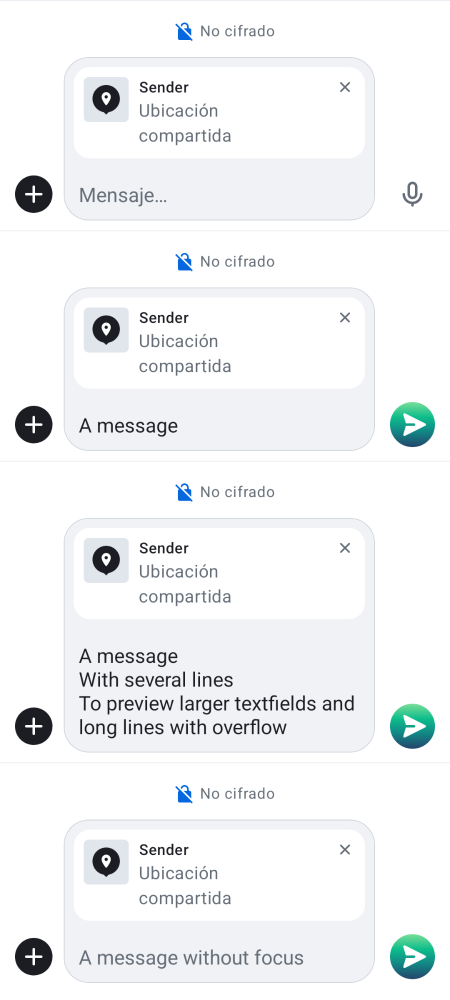 No cifrado
Sender
Ubicación
compartida
Mensaje…
No cifrado
Sender
Ubicación
compartida
A message
No cifrado
Sender
Ubicación
compartida
A message
With several lines
To preview larger textfields and
long lines with overflow
No cifrado
Sender
Ubicación
compartida
A message without focus